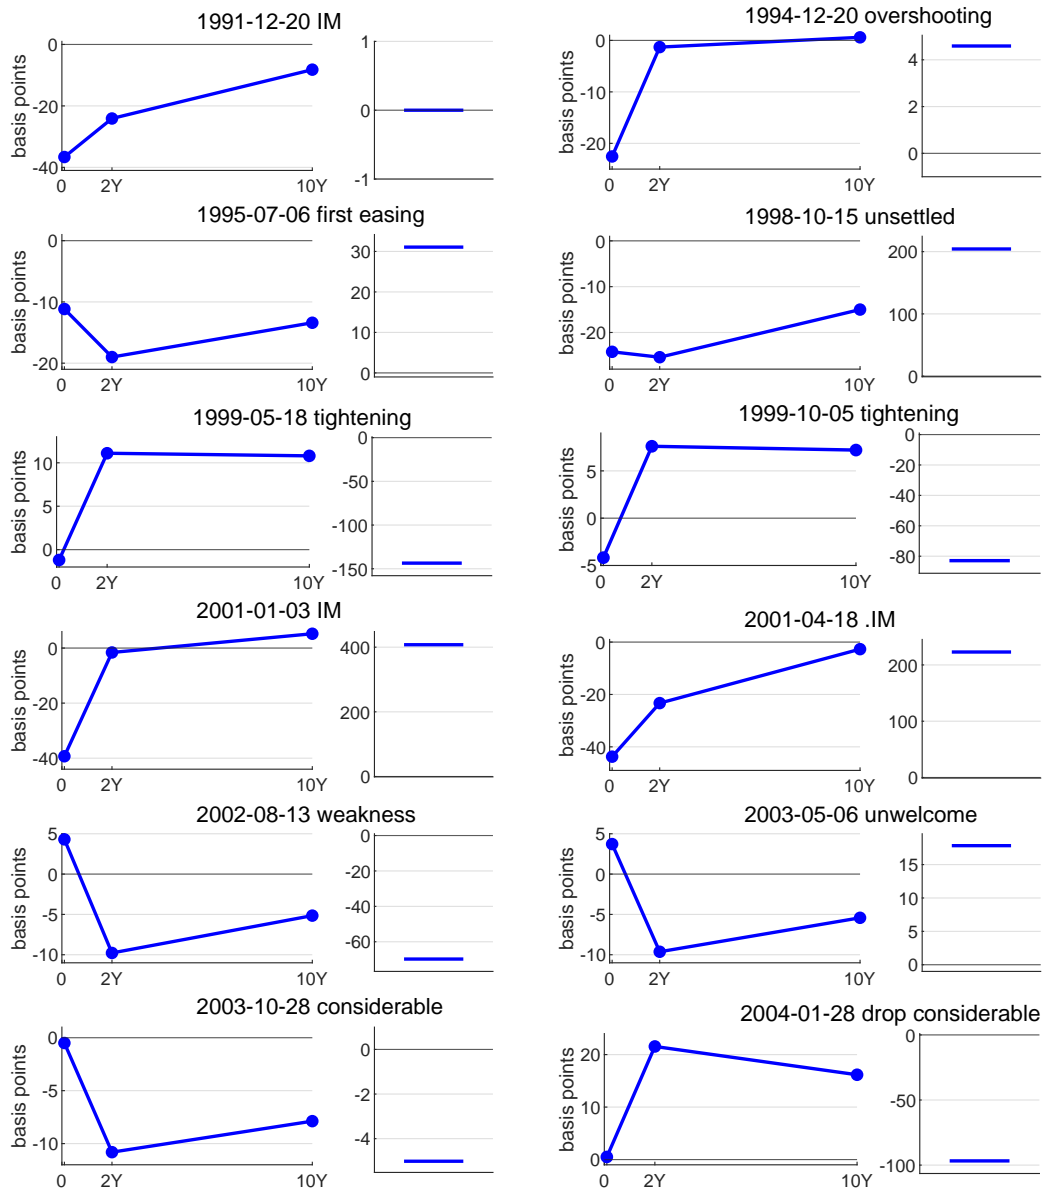 1991-12-20 IM
basis points
0
-20
-40
0 2Y 10Y
1
0
-1
1994-12-20 overshooting
basis points
0
-10
-20
0 2Y 10Y
4
2
0
1995-07-06 first easing
basis points
0
-10
-20
0 2Y 10Y
30
20
10
0
1998-10-15 unsettled
basis points
0
-10
-20
0 2Y 10Y
200
100
0
1999-05-18 tightening
basis points
10
5
0
0 2Y 10Y
0
-50
-100
-150
1999-10-05 tightening
basis points
5
0
-5
0 2Y 10Y
0
-20
-40
-60
-80
2001-01-03 IM
basis points
0
-20
-40
0 2Y 10Y
400
200
0
2001-04-18 .IM
basis points
0
-20
-40
0 2Y 10Y
200
100
0
2002-08-13 weakness
basis points
5
0
-5
-10
0 2Y 10Y
0
-20
-40
-60
2003-05-06 unwelcome
basis points
5
0
-5
-10
0 2Y 10Y
15
10
5
0
2003-10-28 considerable
basis points
0
-5
-10
0 2Y 10Y
0
-2
-4
2004-01-28 drop considerable
basis points
20
10
0
0 2Y 10Y
0
-50
-100